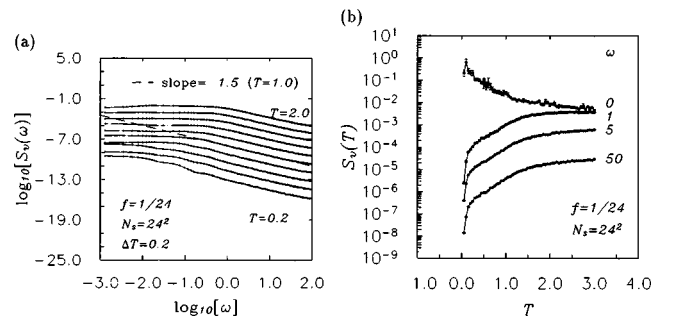 (a)
5.0
-1.0
-7.0
-13.0
-19.0
-25.0
log10[Sv(ω)]
slope= 1.5 (T=1.0)
T=2.0
T=0.2
f=1/24
Ns=24²
ΔT=0.2
-3.0 -2.0 -1.0 0.0 1.0 2.0
log10[ω]
(b)
10¹
10⁰
10⁻¹
10⁻²
10⁻³
10⁻⁴
10⁻⁵
10⁻⁶
10⁻⁷
10⁻⁸
10⁻⁹
Sv(T)
ω
0
1
5
50
f=1/24
Ns=24²
1.0 0.0 1.0 2.0 3.0 4.0
T